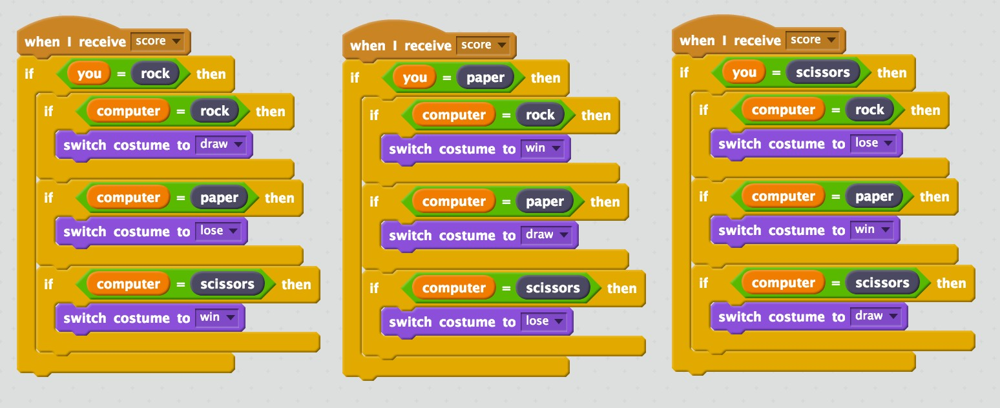 when I receive score
if you = rock then
if computer = rock then
switch costume to draw
if computer = paper then
switch costume to lose
if computer = scissors then
switch costume to win
when I receive score
if you = paper then
if computer = rock then
switch costume to win
if computer = paper then
switch costume to draw
if computer = scissors then
switch costume to lose
when I receive score
if you = scissors then
if computer = rock then
switch costume to lose
if computer = paper then
switch costume to win
if computer = scissors then
switch costume to draw